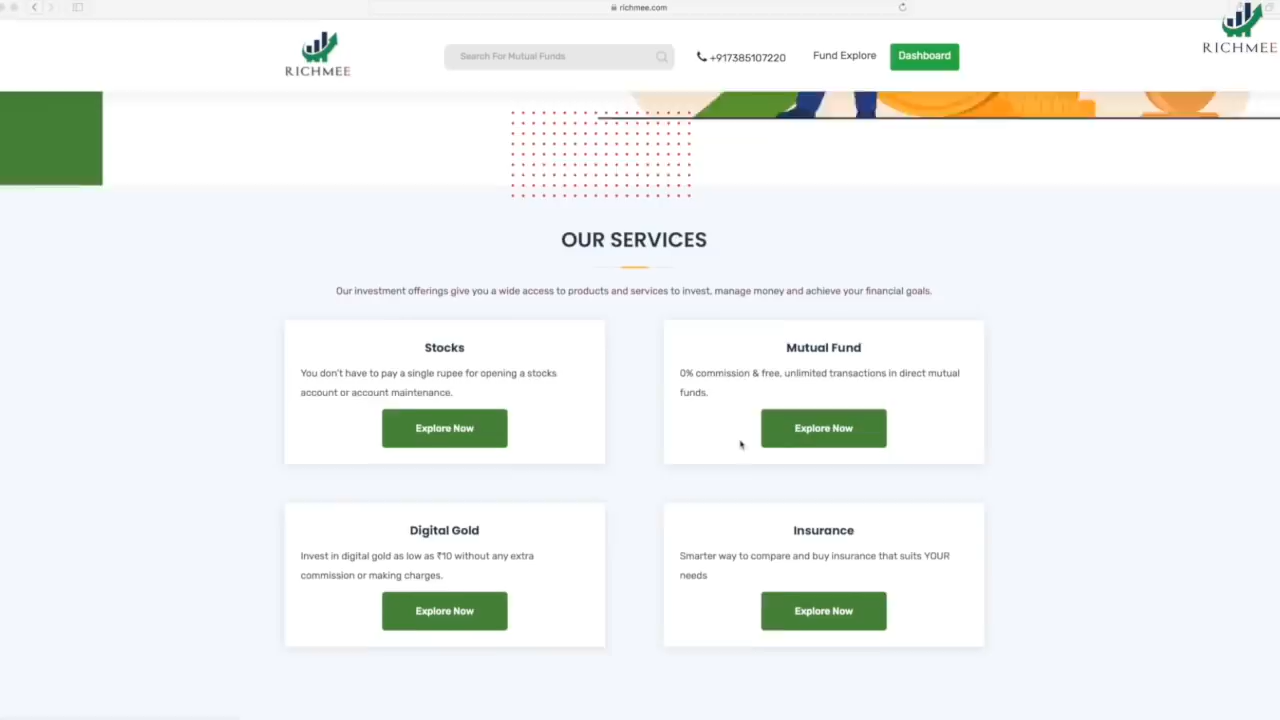 richmee.com
RICHMEE
Search For Mutual Funds
+917385107220
Fund Explore
Dashboard
RICHMEE
OUR SERVICES
Our investment offerings give you a wide access to products and services to invest, manage money and achieve your financial goals.
Stocks
You don't have to pay a single rupee for opening a stocks
account or account maintenance.
Explore Now
Mutual Fund
0% commission & free, unlimited transactions in direct mutual
funds.
Explore Now
Digital Gold
Invest in digital gold as low as ₹10 without any extra
commission or making charges.
Explore Now
Insurance
Smarter way to compare and buy insurance that suits YOUR
needs
Explore Now